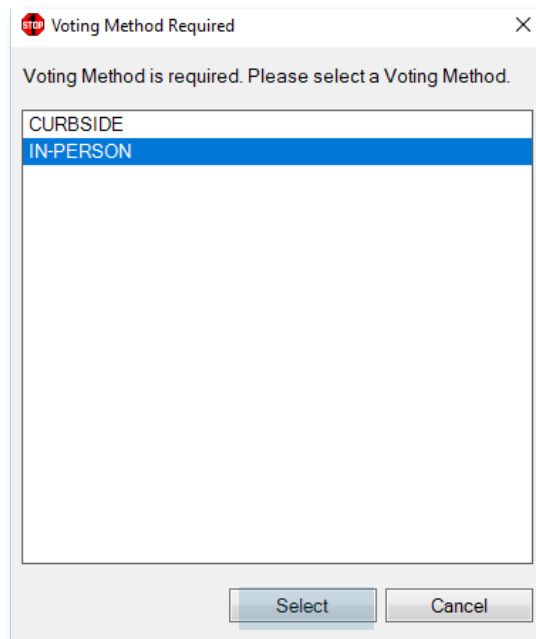 STOP Voting Method Required
Voting Method is required. Please select a Voting Method.
CURBSIDE
IN-PERSON
Select Cancel